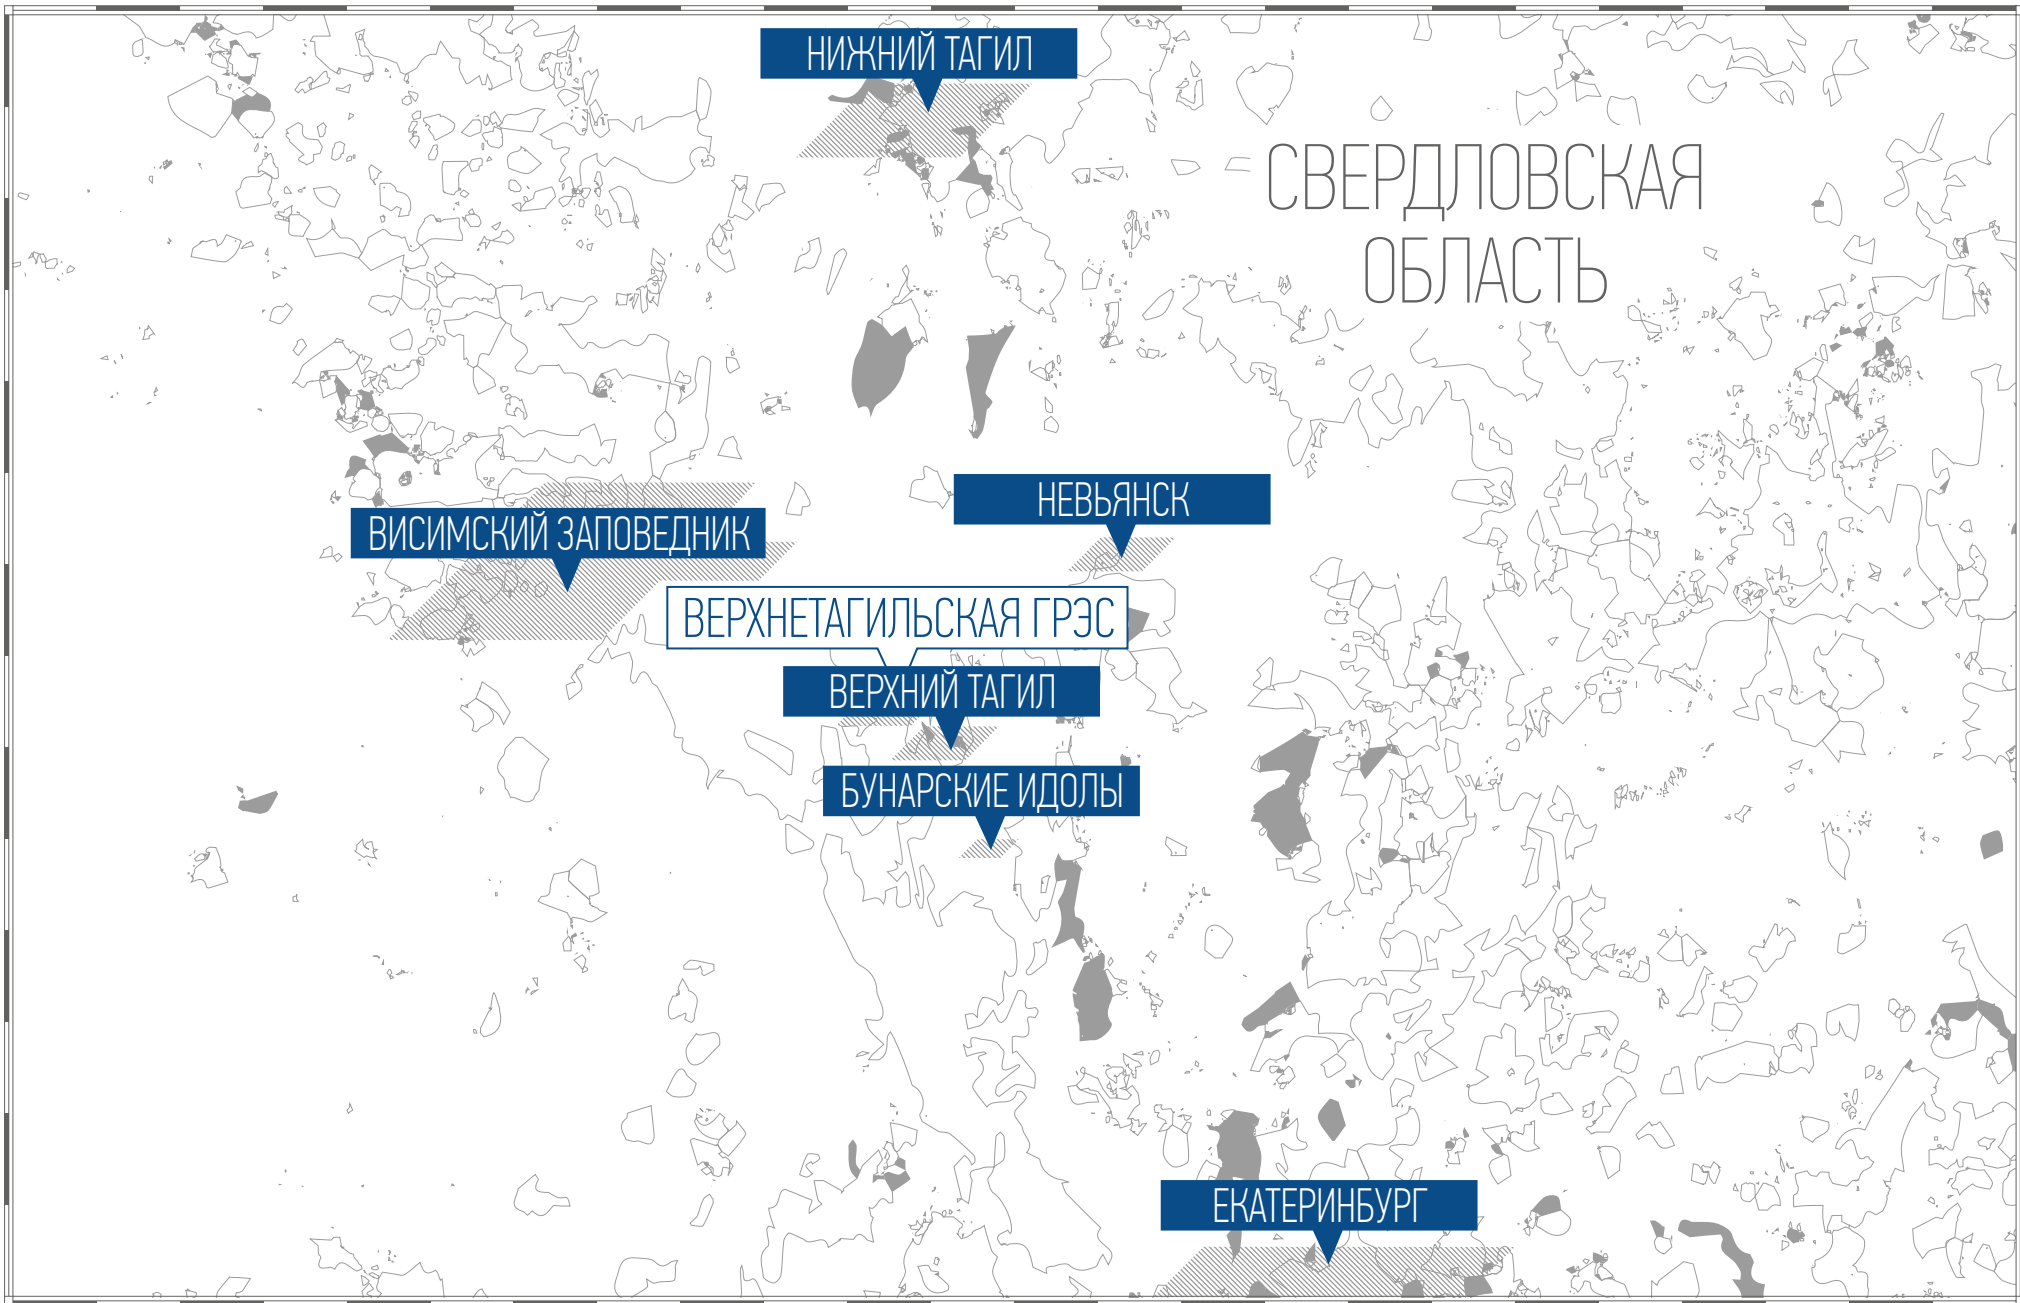 НИЖНИЙ ТАГИЛ
СВЕРДЛОВСКАЯ
ОБЛАСТЬ
НЕВЬЯНСК
ВИСИМСКИЙ ЗАПОВЕДНИК
ВЕРХНЕТАГИЛЬСКАЯ ГРЭС
ВЕРХНИЙ ТАГИЛ
БУНАРСКИЕ ИДОЛЫ
ЕКАТЕРИНБУРГ